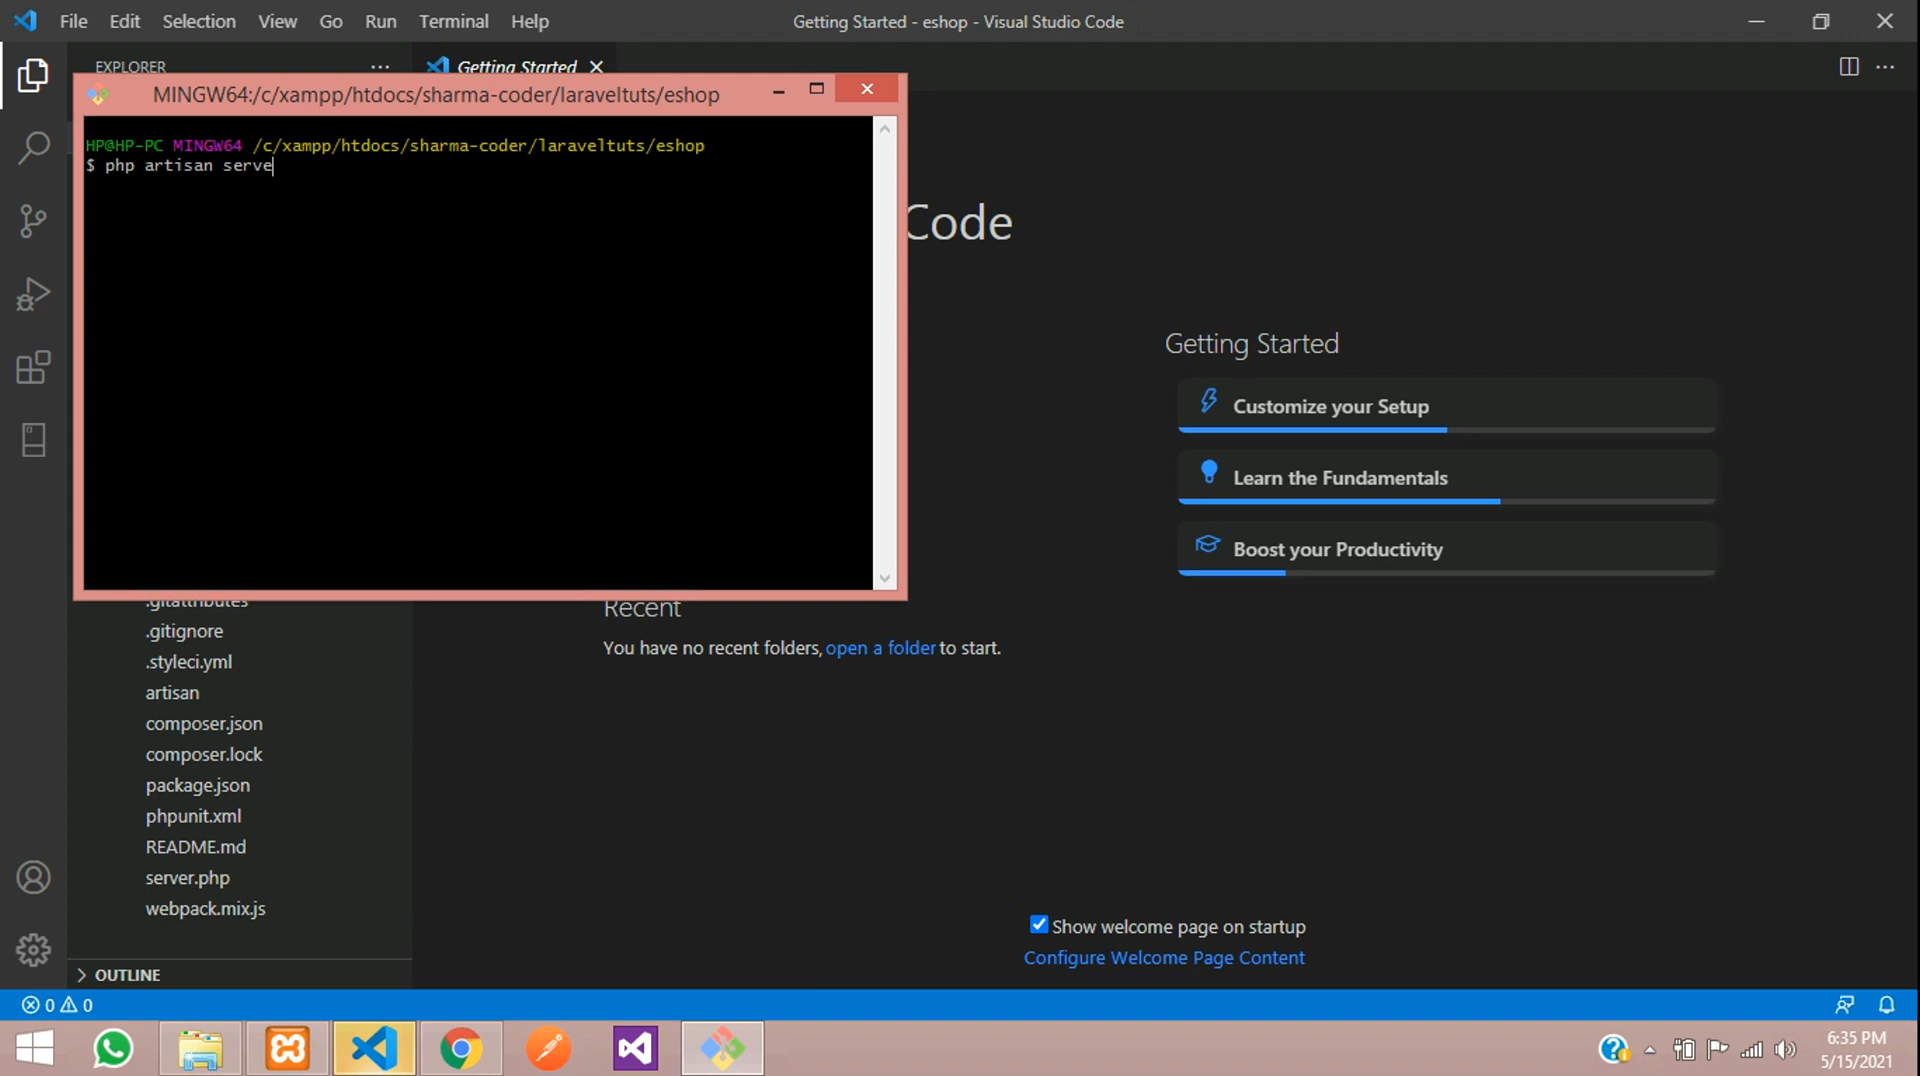 File Edit Selection View Go Run Terminal Help
Getting Started - eshop - Visual Studio Code
EXPLORER
Getting Started
MINGW64:/c/xampp/htdocs/sharma-coder/laraveltuts/eshop
HP@HP-PC MINGW64 /c/xampp/htdocs/sharma-coder/laraveltuts/eshop
$ php artisan serve
Code
Getting Started
Customize your Setup
Learn the Fundamentals
Boost your Productivity
Recent
You have no recent folders, open a folder to start.
.gitattributes
.gitignore
.styleci.yml
artisan
composer.json
composer.lock
package.json
phpunit.xml
README.md
server.php
webpack.mix.js
Show welcome page on startup
Configure Welcome Page Content
OUTLINE
0 0
6:35 PM
5/15/2021